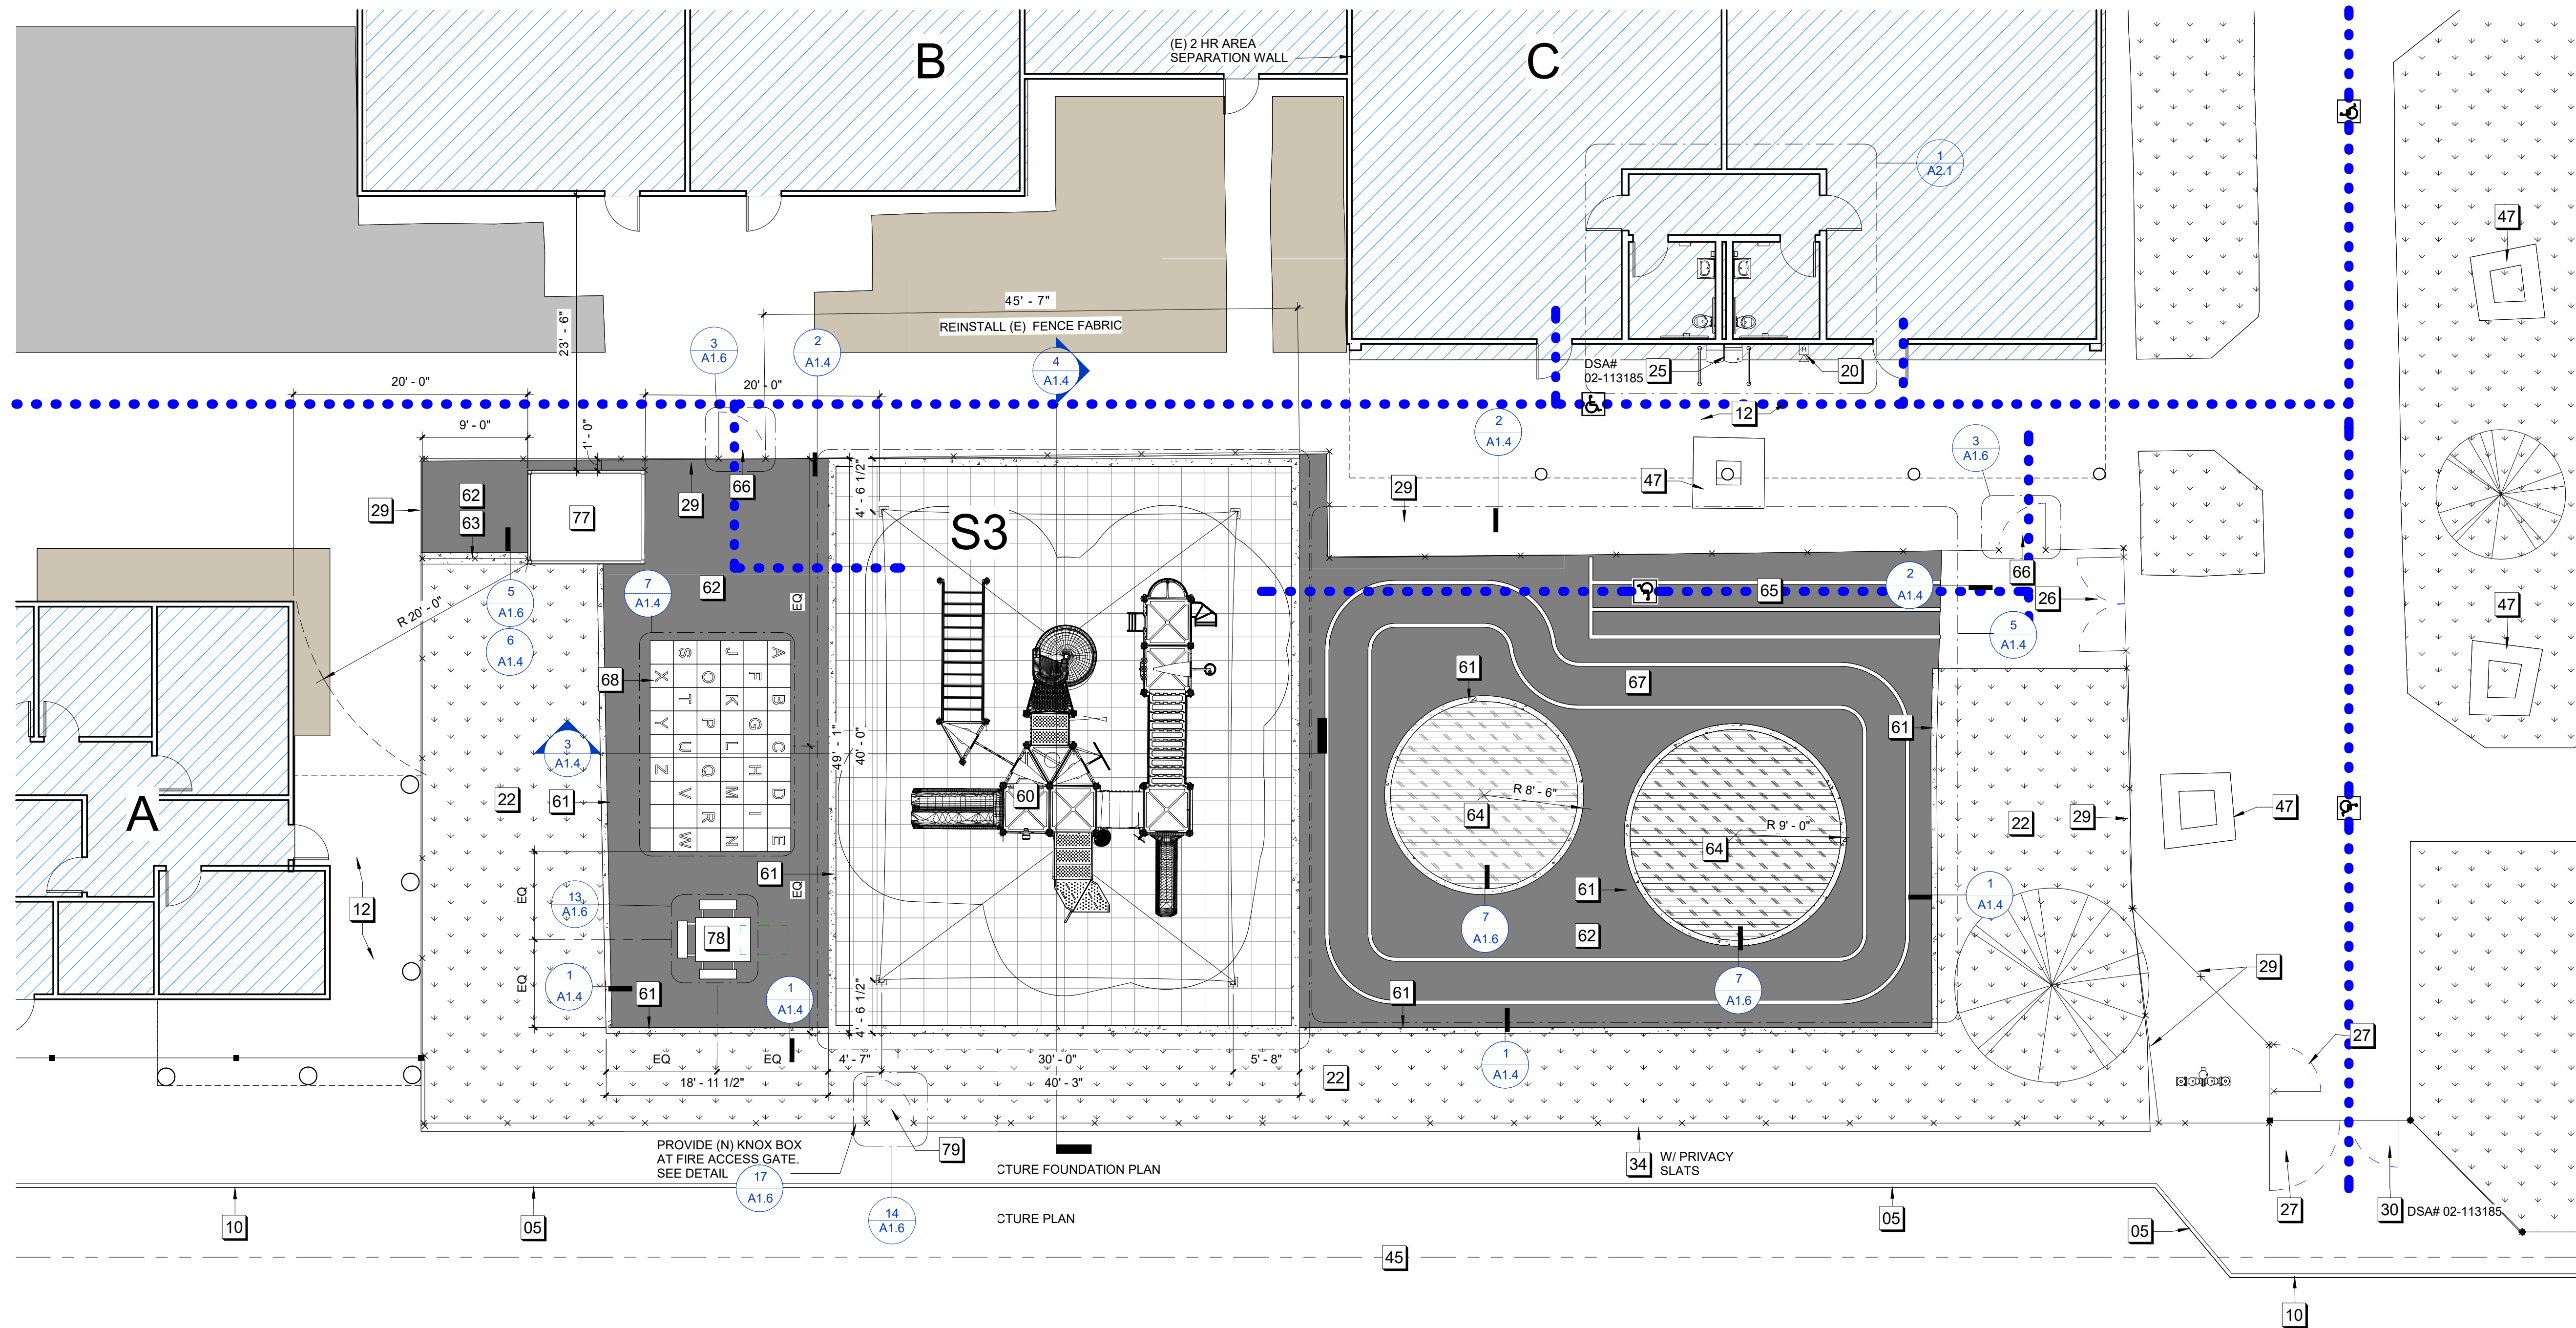 B
(E) 2 HR AREA
SEPARATION WALL
C
1
A2.1
47
45' - 7"
REINSTALL (E) FENCE FABRIC
23' - 6"
3
A1.6
2
A1.4
4
A1.4
DSA#
02-113185
25
20
20' - 0"
20' - 0"
12
9' - 0"
1' - 0"
2
A1.4
3
A1.6
29
62
63
77
29
66
4' - 6 1/2"
S3
29
47
66
26
47
R 20' - 0"
5
A1.6
6
A1.4
7
A1.4
62
EQ
65
2
A1.4
5
A1.4
68
A B C D E
F G H I
J K L M N
O P Q R
S T U V W
X Y Z
61
67
61
3
A1.4
49' - 1"
40' - 0"
A
22
61
60
R 8' - 6"
64
R 9' - 0"
64
22
29
47
61
EQ
61
EQ
12
13
A1.6
78
7
A1.6
62
1
A1.4
EQ
1
A1.4
61
1
A1.4
4' - 6 1/2"
61
7
A1.6
29
27
EQ
EQ
4' - 7"
30' - 0"
5' - 8"
18' - 11 1/2"
40' - 3"
1
A1.4
22
PROVIDE (N) KNOX BOX
AT FIRE ACCESS GATE.
SEE DETAIL
17
A1.6
79
CTURE FOUNDATION PLAN
34
W/ PRIVACY
SLATS
10
05
14
A1.6
CTURE PLAN
05
05
27
30
DSA# 02-113185
45
10